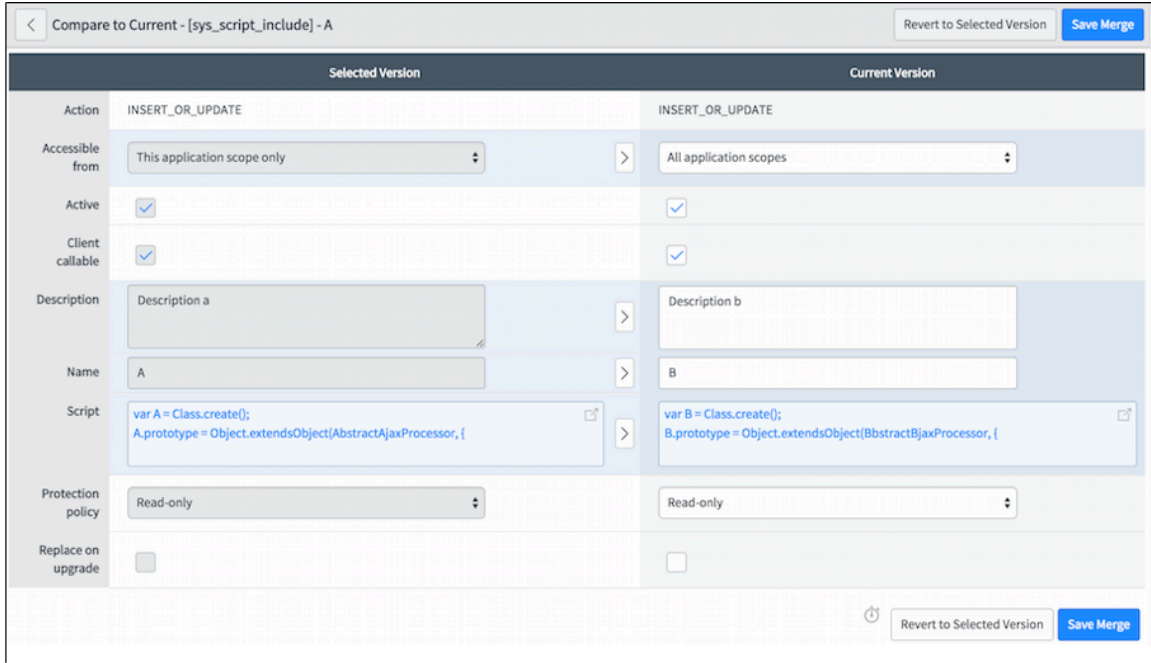 Compare to Current - [sys_script_include] - A
Revert to Selected Version
Save Merge
Selected Version
Current Version
Action
INSERT_OR_UPDATE
INSERT_OR_UPDATE
Accessible
from
This application scope only
All application scopes
Active
Client
callable
Description
Description a
Description b
Name
A
B
Script
var A = Class.create();
A.prototype = Object.extendsObject(AbstractAjaxProcessor, {
var B = Class.create();
B.prototype = Object.extendsObject(BbstractBjaxProcessor, {
Protection
policy
Read-only
Read-only
Replace on
upgrade
Revert to Selected Version
Save Merge